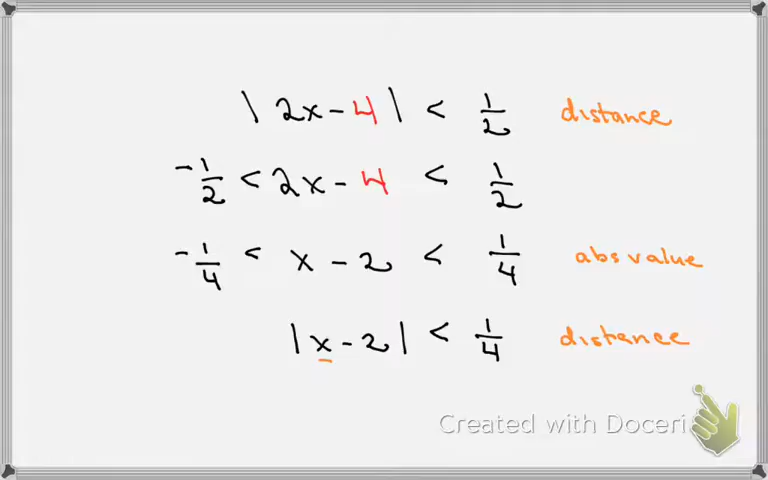 |2x-4| < 1/2 distance
-1/2 < 2x-4 < 1/2
-1/4 < x-2 < 1/4 abs value
|x-2| < 1/4 distance
Created with Doceri